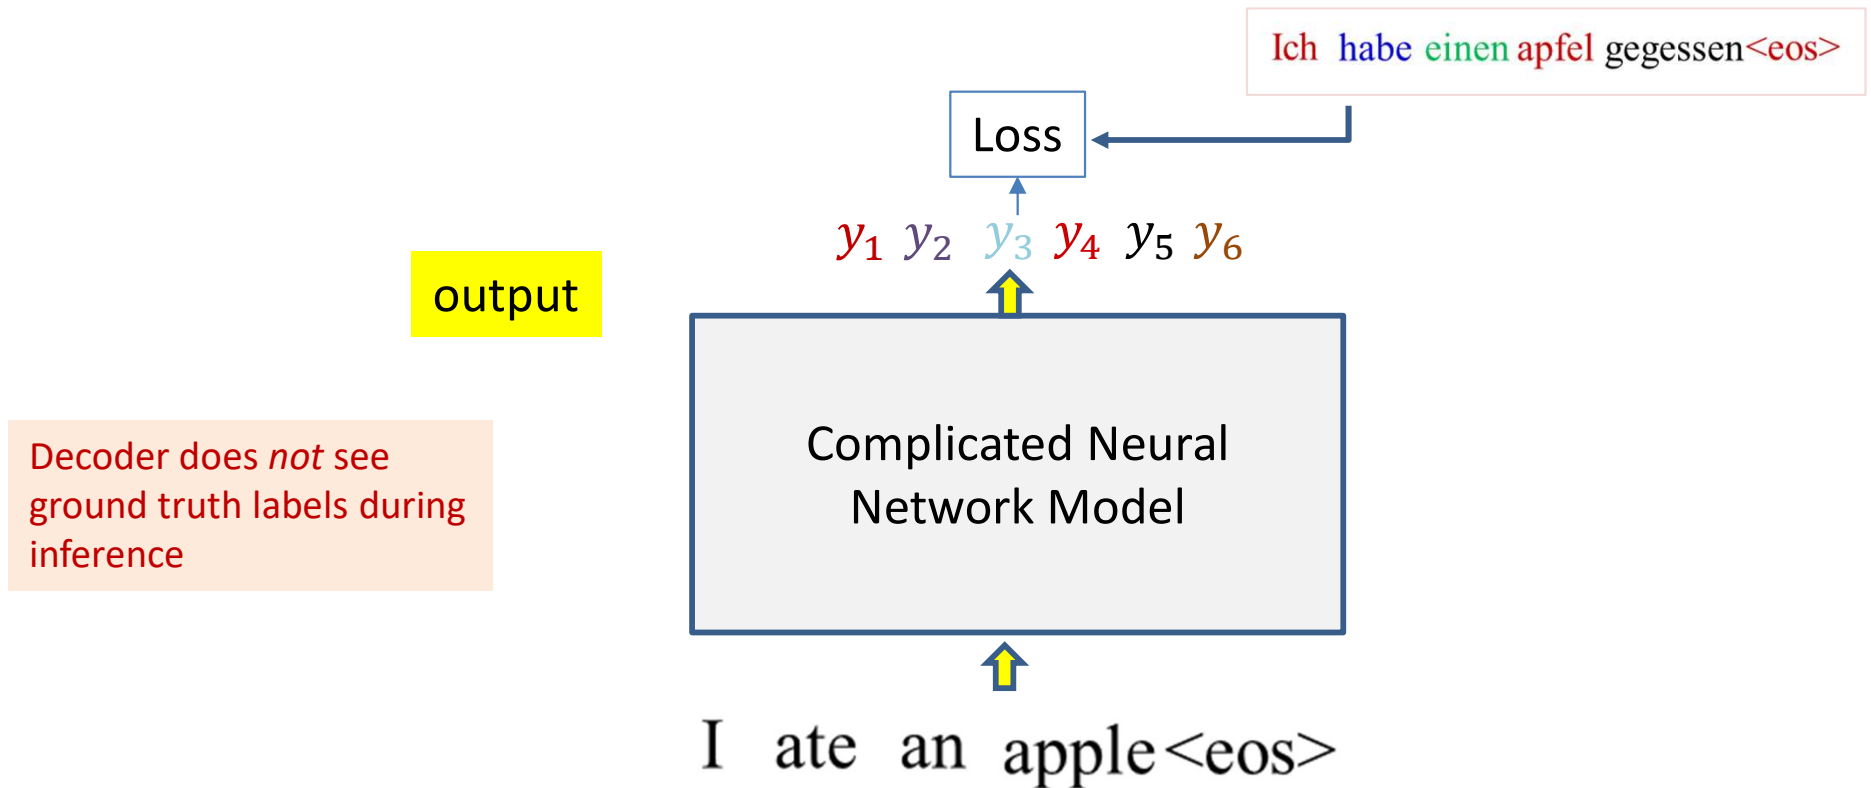 Ich habe einen apfel gegessen<eos>
Loss
y₁ y₂ y₃ y₄ y₅ y₆
output
Complicated Neural
Network Model
Decoder does not see
ground truth labels during
inference
I ate an apple<eos>